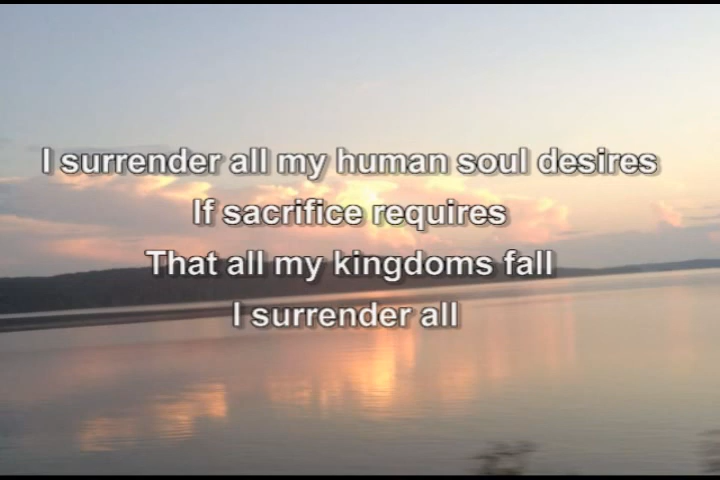 I surrender all my human soul desires
If sacrifice requires
That all my kingdoms fall
I surrender all